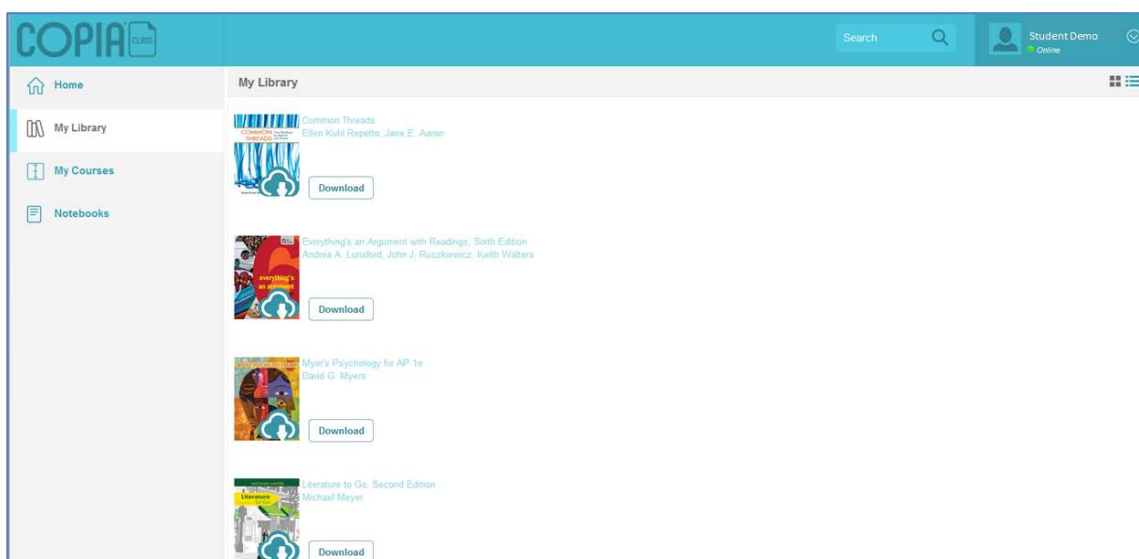 COPIA CLASS
Search
Student Demo
Online
Home
My Library
My Courses
Notebooks
My Library
COMMON
THREADS
Common Threads
Ellen Kuhl Repetto, Jane E. Aaron
Download
everything's
an argument
Everything's an Argument with Readings, Sixth Edition
Andrea A. Lunsford, John J. Ruszkiewicz, Keith Walters
Download
Myer's Psychology for AP 1e
David G. Myers
Download
Literature
to Go
Literature to Go, Second Edition
Michael Meyer
Download